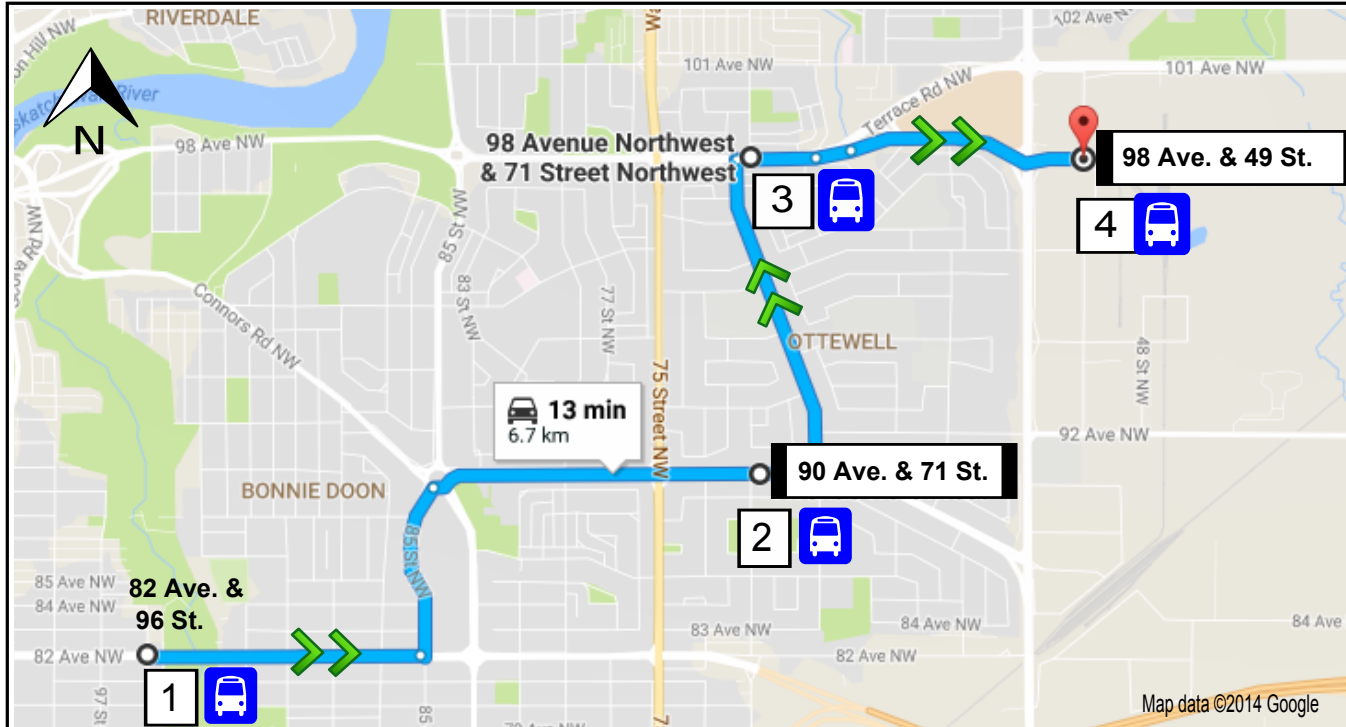 RIVERDALE
102 Ave NW
101 Ave NW
101 Ave NW
Terrace Rd NW
N
98 Ave NW
98 Avenue Northwest
& 71 Street Northwest
3
98 Ave. & 49 St.
4
85 St NW
83 St NW
77 St NW
Connors Rd NW
OTTEWELL
48 St NW
75 Street NW
13 min
6.7 km
92 Ave NW
BONNIE DOON
90 Ave. & 71 St.
2
85 St NW
85 Ave NW
84 Ave NW
82 Ave. &
96 St.
83 Ave NW
84 Ave NW
84 Ave
82 Ave NW
82 Ave NW
1
97 St
85
Map data ©2014 Google